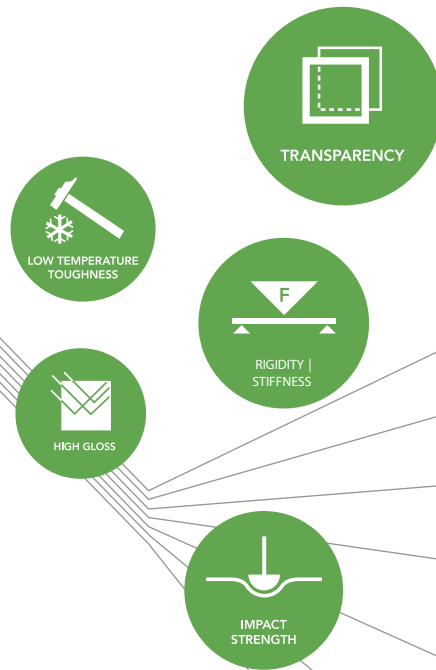 TRANSPARENCY
LOW TEMPERATURE
TOUGHNESS
F
RIGIDITY |
STIFFNESS
HIGH GLOSS
IMPACT
STRENGTH